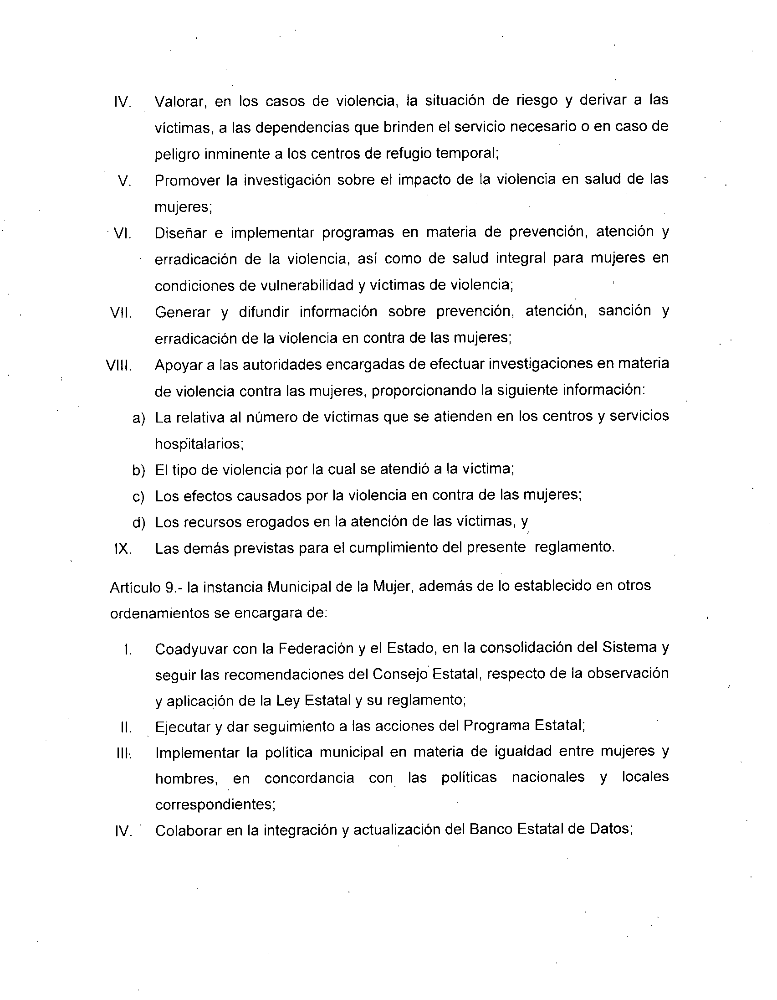 IV. Valorar, en los casos de violencia, la situación de riesgo y derivar a las
víctimas, a las dependencias que brinden el servicio necesario o en caso de
peligro inminente a los centros de refugio temporal;
V. Promover la investigación sobre el impacto de la violencia en salud de las
mujeres;
VI. Diseñar e implementar programas en materia de prevención, atención y
erradicación de la violencia, así como de salud integral para mujeres en
condiciones de vulnerabilidad y víctimas de violencia;
VII. Generar y difundir información sobre prevención, atención, sanción y
erradicación de la violencia en contra de las mujeres;
VIII. Apoyar a las autoridades encargadas de efectuar investigaciones en materia
de violencia contra las mujeres, proporcionando la siguiente información:
a) La relativa al número de víctimas que se atienden en los centros y servicios
hospitalarios;
b) El tipo de violencia por la cual se atendió a la víctima;
c) Los efectos causados por la violencia en contra de las mujeres;
d) Los recursos erogados en la atención de las víctimas, y
IX. Las demás previstas para el cumplimiento del presente reglamento.
Artículo 9.- la instancia Municipal de la Mujer, además de lo establecido en otros
ordenamientos se encargara de:
I. Coadyuvar con la Federación y el Estado, en la consolidación del Sistema y
seguir las recomendaciones del Consejo Estatal, respecto de la observación
y aplicación de la Ley Estatal y su reglamento;
II. Ejecutar y dar seguimiento a las acciones del Programa Estatal;
III. Implementar la política municipal en materia de igualdad entre mujeres y
hombres, en concordancia con las políticas nacionales y locales
correspondientes;
IV. Colaborar en la integración y actualización del Banco Estatal de Datos;